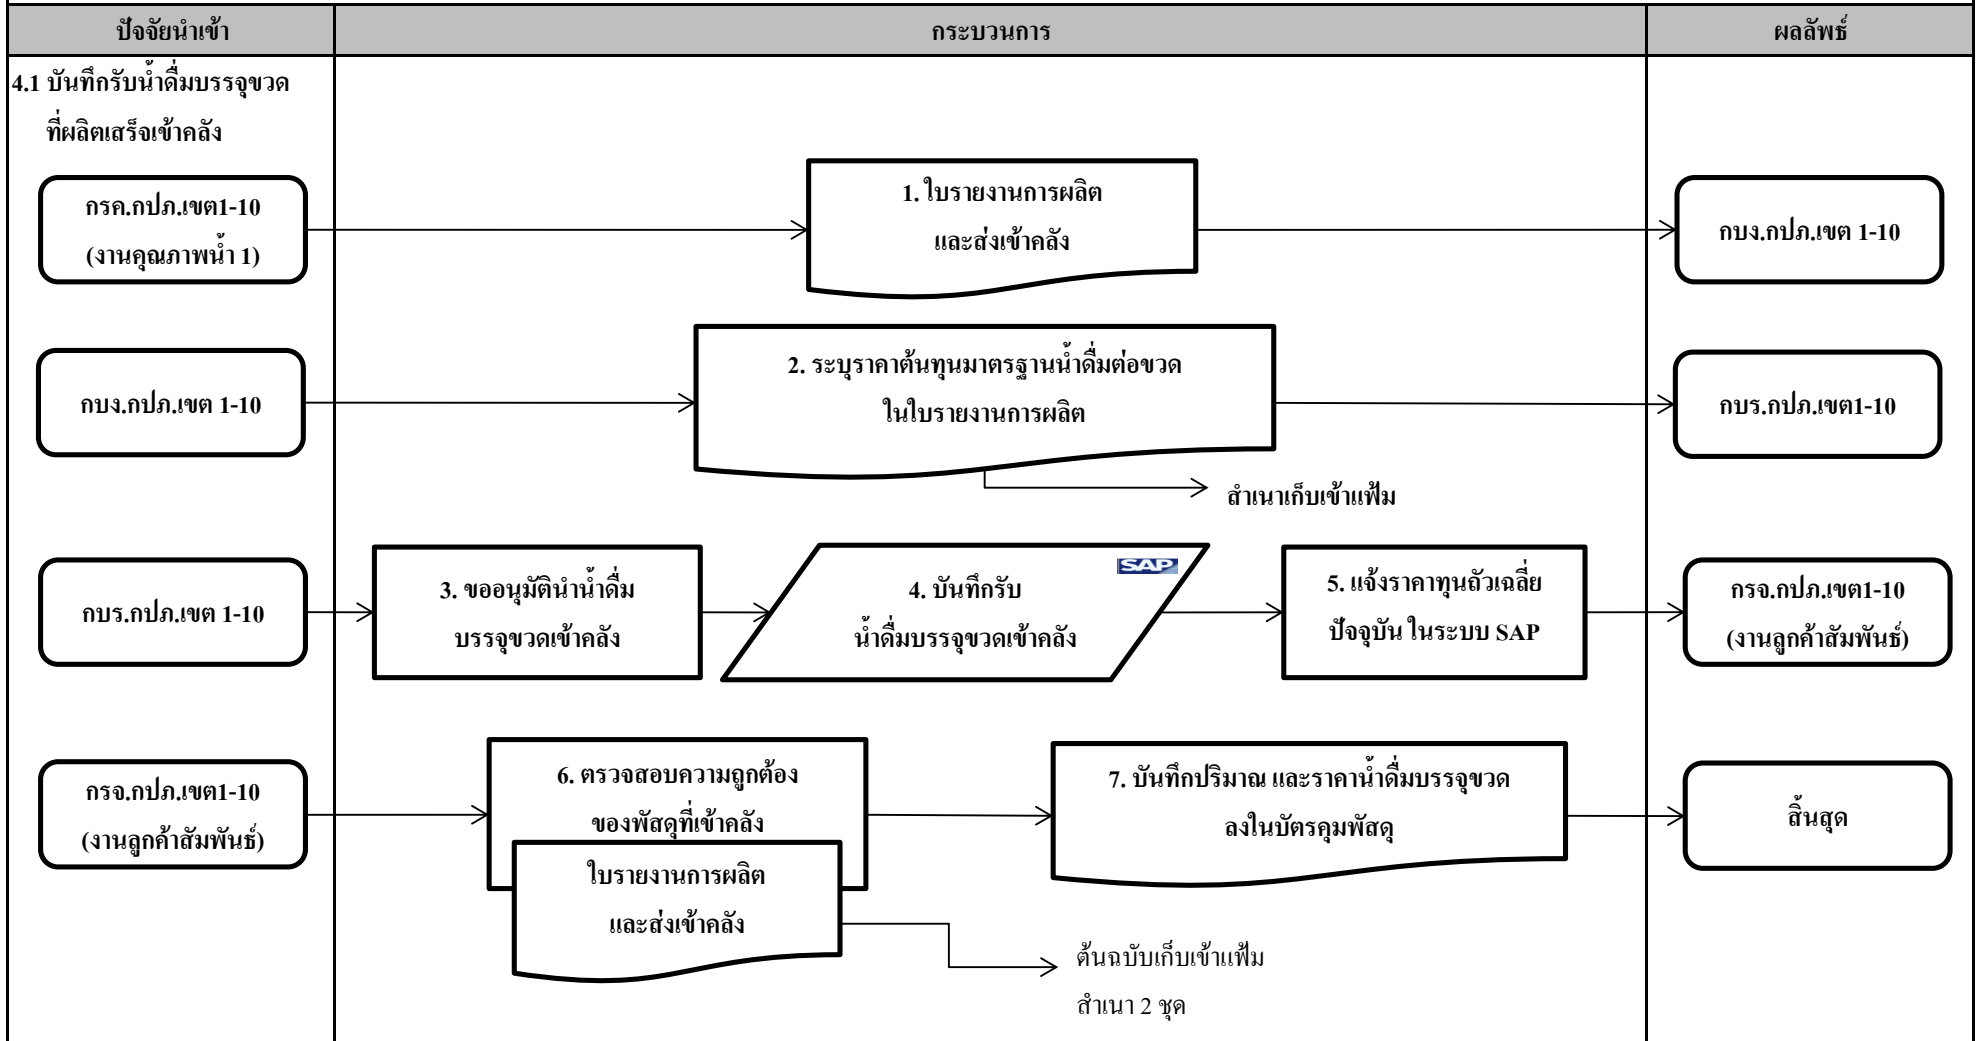 ปัจจัยนำเข้า
กระบวนการ
ผลลัพธ์
4.1 บันทึกรับน้ำดื่มบรรจุขวด
ที่ผลิตเสร็จเข้าคลัง
กรค.กปภ.เขต1-10
(งานคุณภาพน้ำ 1)
1. ใบรายงานการผลิต
และส่งเข้าคลัง
กบง.กปภ.เขต 1-10
กบง.กปภ.เขต 1-10
2. ระบุราคาต้นทุนมาตรฐานน้ำดื่มต่อขวด
ในใบรายงานการผลิต
กบร.กปภ.เขต1-10
สำเนาเก็บเข้าแฟ้ม
กบร.กปภ.เขต 1-10
3. ขออนุมัตินำน้ำดื่ม
บรรจุขวดเข้าคลัง
SAP
4. บันทึกรับ
น้ำดื่มบรรจุขวดเข้าคลัง
5. แจ้งราคาทุนถัวเฉลี่ย
ปัจจุบัน ในระบบ SAP
กรจ.กปภ.เขต1-10
(งานลูกค้าสัมพันธ์)
กรจ.กปภ.เขต1-10
(งานลูกค้าสัมพันธ์)
6. ตรวจสอบความถูกต้อง
ของพัสดุที่เข้าคลัง
ใบรายงานการผลิต
และส่งเข้าคลัง
7. บันทึกปริมาณ และราคาน้ำดื่มบรรจุขวด
ลงในบัตรคุมพัสดุ
สิ้นสุด
ต้นฉบับเก็บเข้าแฟ้ม
สำเนา 2 ชุด